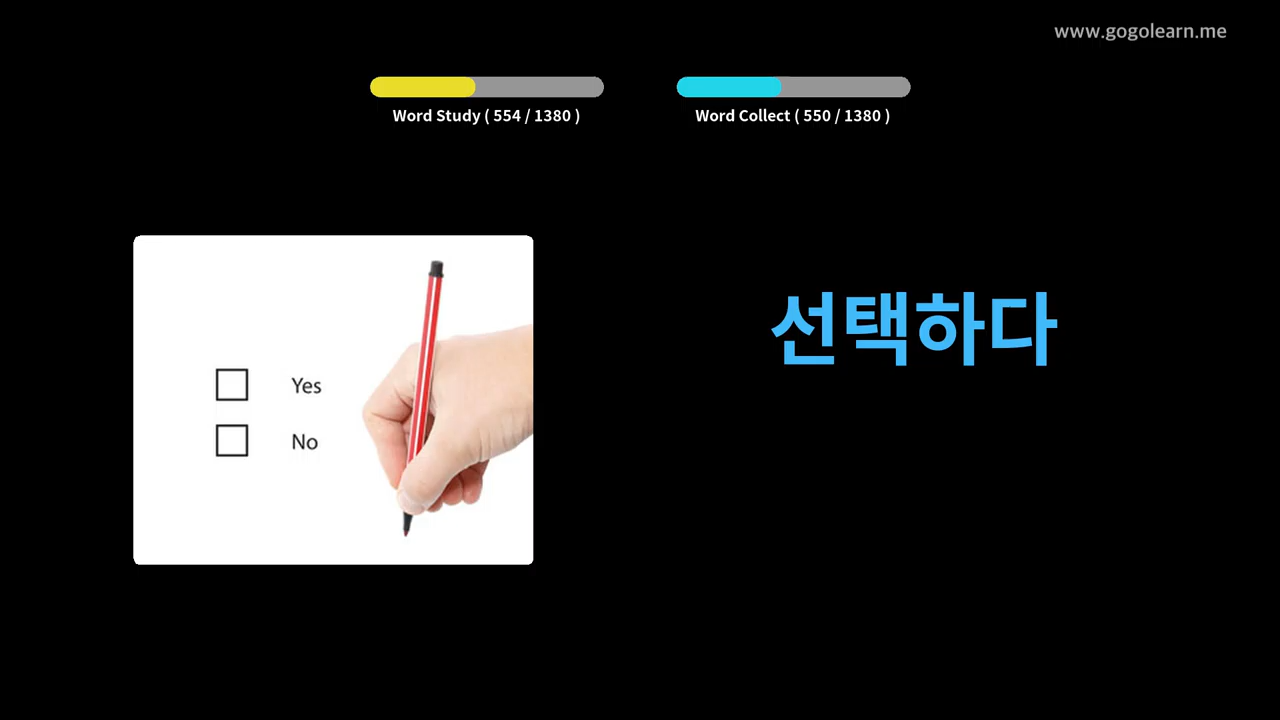 www.gogolearn.me
Word Study ( 554 / 1380 )
Word Collect ( 550 / 1380 )
Yes
No
선택하다